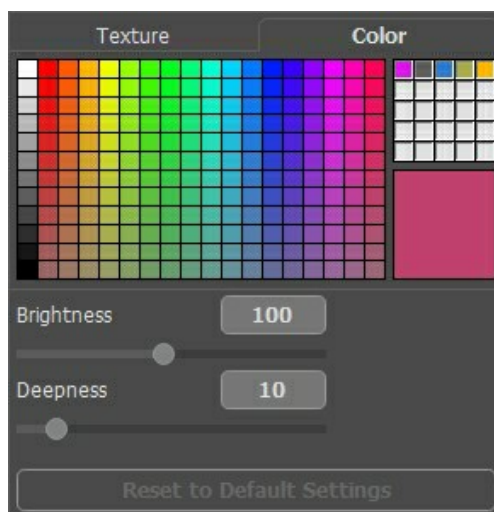 Texture Color
Brightness 100
Deepness 10
Reset to Default Settings